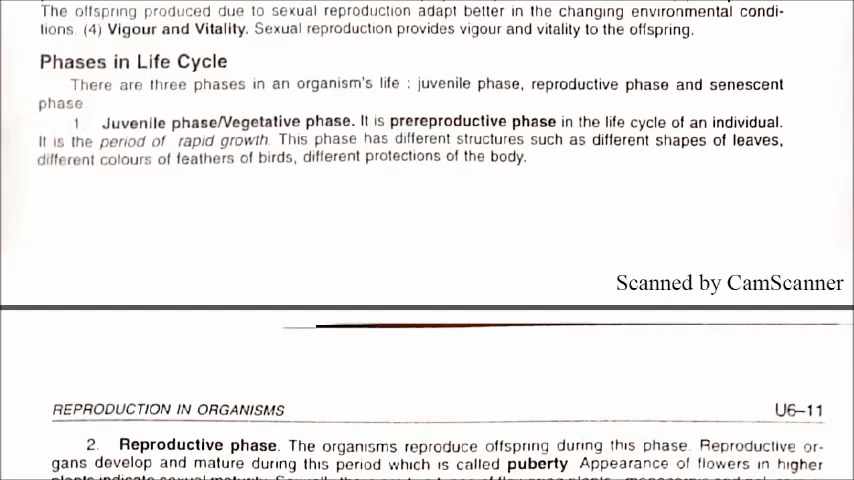 The offspring produced due to sexual reproduction adapt better in the changing environmental condi-
tions. (4) Vigour and Vitality. Sexual reproduction provides vigour and vitality to the offspring.
Phases in Life Cycle
There are three phases in an organism's life : juvenile phase, reproductive phase and senescent
phase
1 Juvenile phase/Vegetative phase. It is prereproductive phase in the life cycle of an individual.
It is the period of rapid growth. This phase has different structures such as different shapes of leaves,
different colours of feathers of birds, different protections of the body.
Scanned by CamScanner
REPRODUCTION IN ORGANISMS U6–11
2. Reproductive phase. The organisms reproduce offspring during this phase. Reproductive or-
gans develop and mature during this period which is called puberty Appearance of flowers in higher